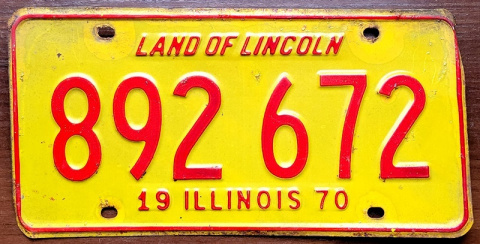 LAND OF LINCOLN
892 672
19 ILLINOIS 70